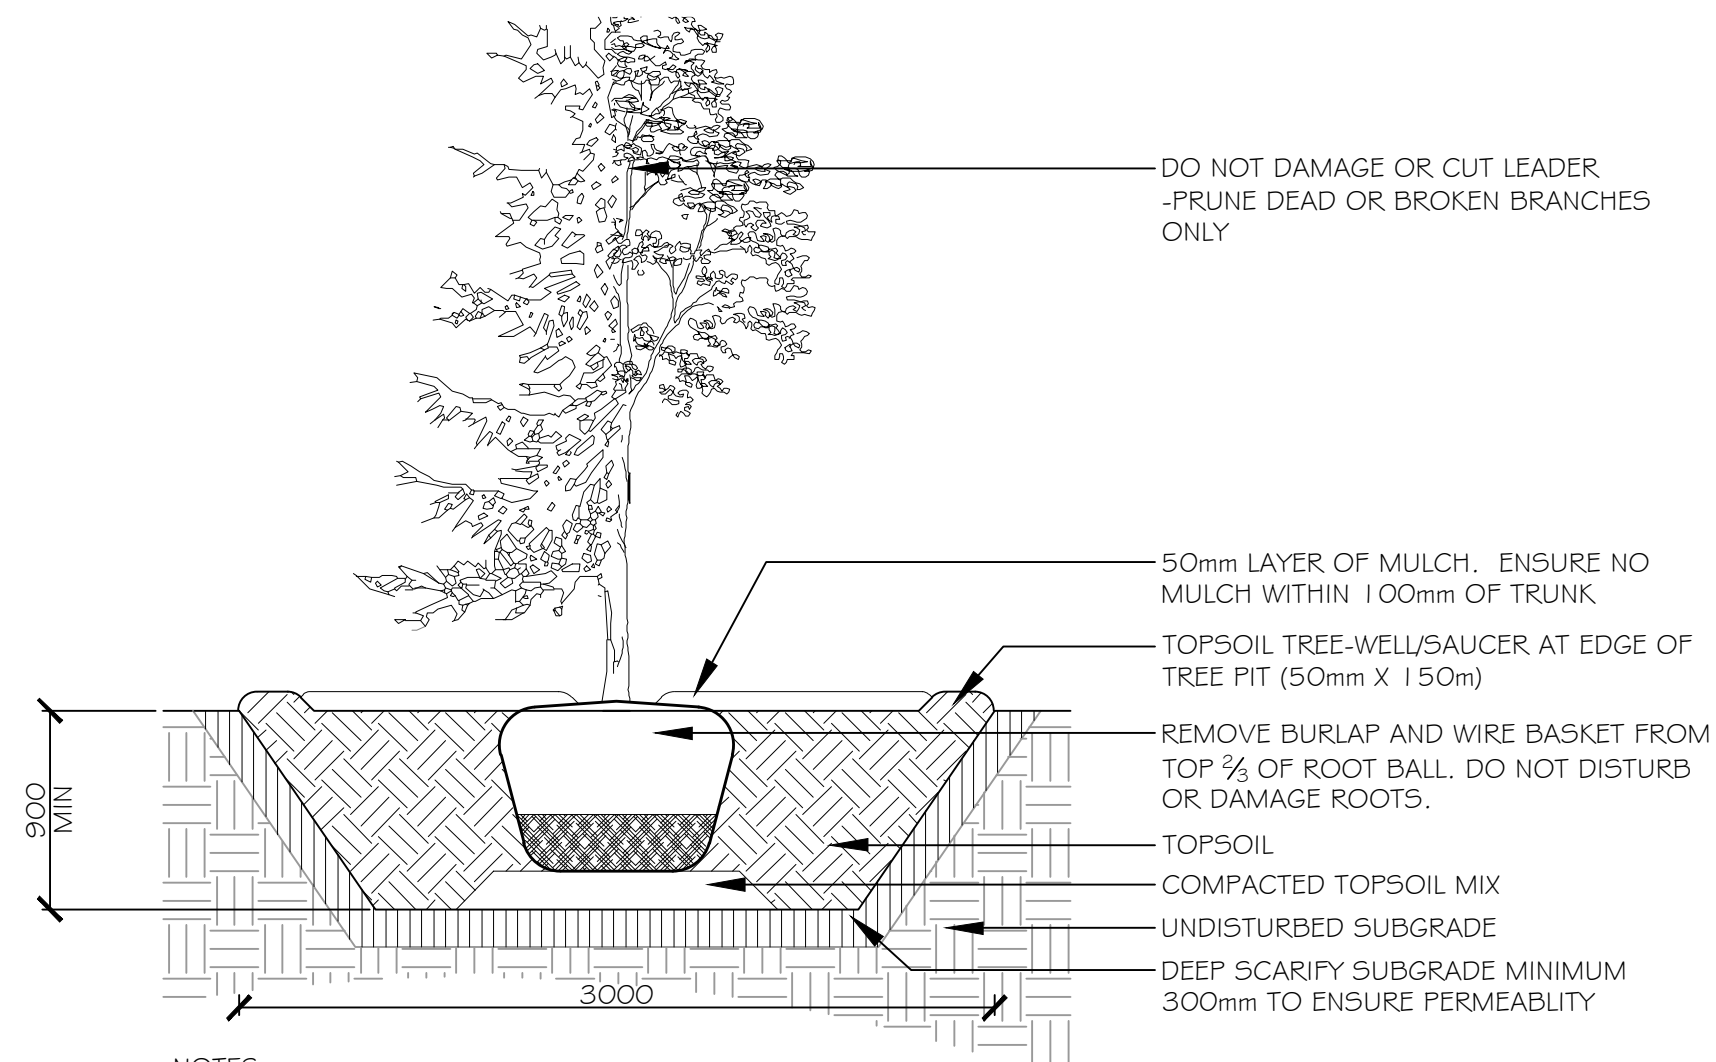 DO NOT DAMAGE OR CUT LEADER
-PRUNE DEAD OR BROKEN BRANCHES
ONLY
50mm LAYER OF MULCH. ENSURE NO
MULCH WITHIN 100mm OF TRUNK
TOPSOIL TREE-WELL/SAUCER AT EDGE OF
TREE PIT (50mm X 150m)
REMOVE BURLAP AND WIRE BASKET FROM
TOP 2/3 OF ROOT BALL. DO NOT DISTURB
OR DAMAGE ROOTS.
900
MIN
TOPSOIL
COMPACTED TOPSOIL MIX
UNDISTURBED SUBGRADE
DEEP SCARIFY SUBGRADE MINIMUM
300mm TO ENSURE PERMEABLITY
3000